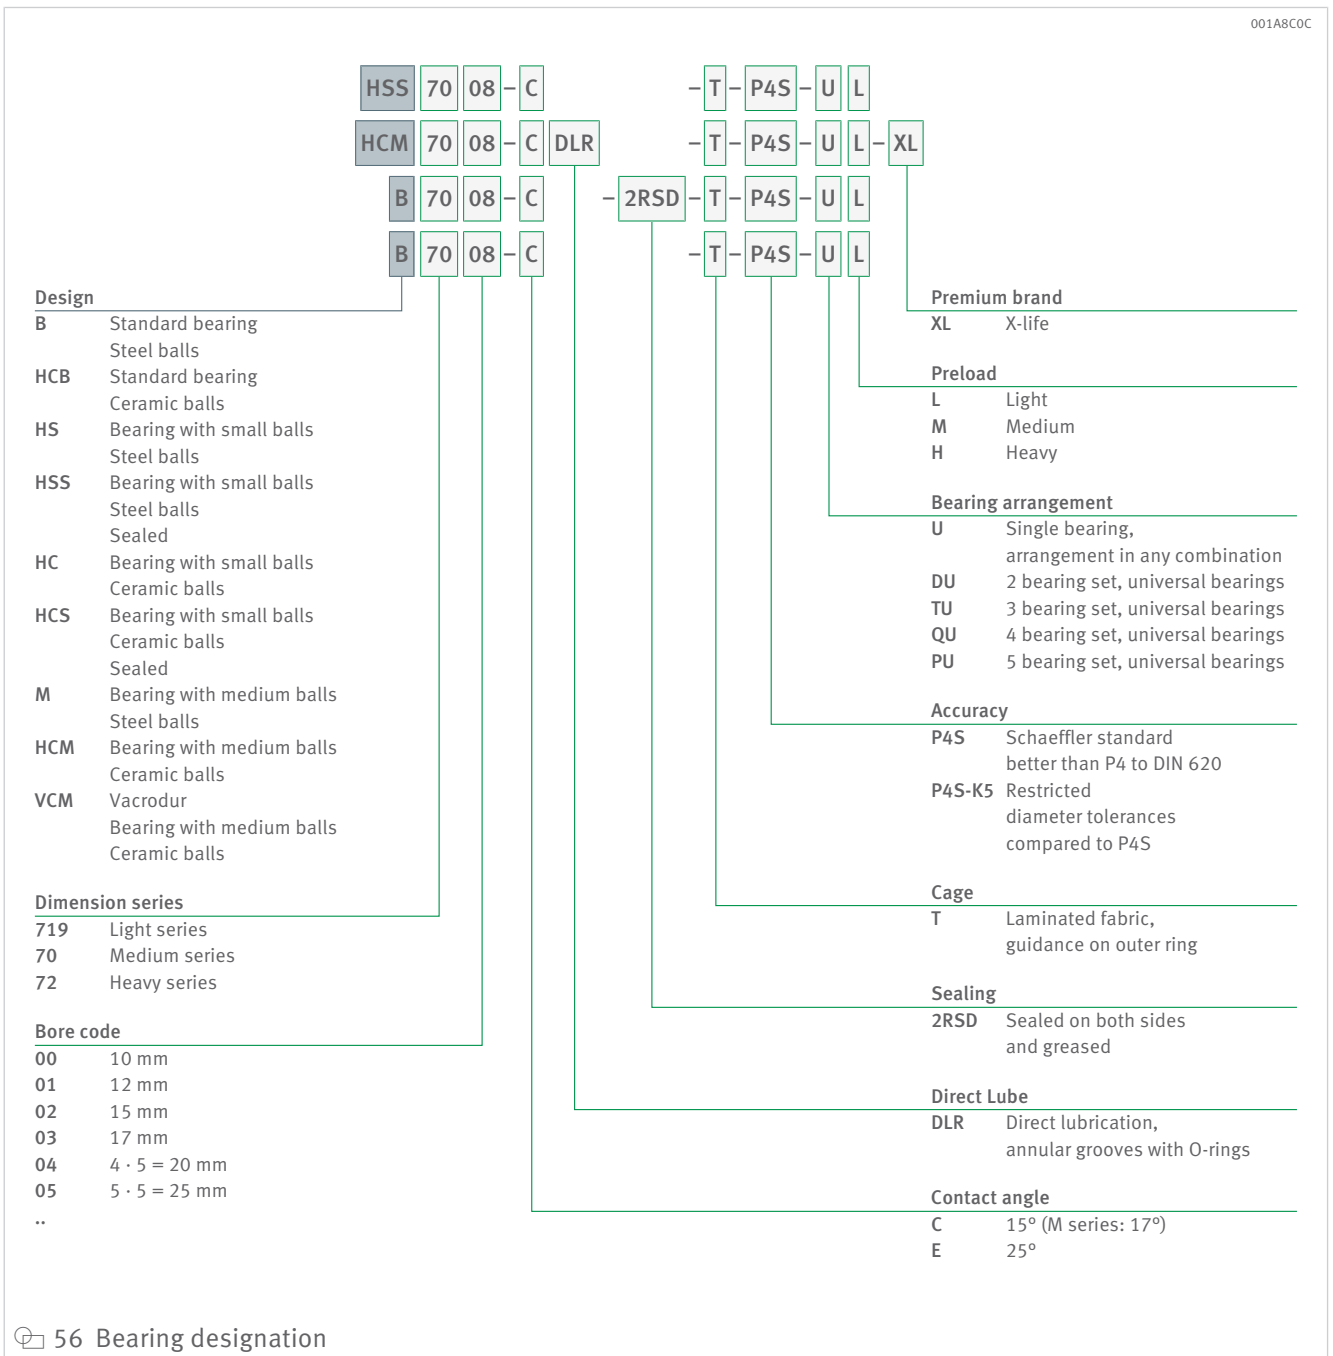 001A8C0C
HSS 70 08 – C – T – P4S – U L
HCM 70 08 – C DLR – T – P4S – U L – XL
B 70 08 – C – 2RSD – T – P4S – U L
B 70 08 – C – T – P4S – U L
Design
B Standard bearing
Steel balls
HCB Standard bearing
Ceramic balls
HS Bearing with small balls
Steel balls
HSS Bearing with small balls
Steel balls
Sealed
HC Bearing with small balls
Ceramic balls
HCS Bearing with small balls
Ceramic balls
Sealed
M Bearing with medium balls
Steel balls
HCM Bearing with medium balls
Ceramic balls
VCM Vacrodur
Bearing with medium balls
Ceramic balls
Dimension series
719 Light series
70 Medium series
72 Heavy series
Bore code
00 10 mm
01 12 mm
02 15 mm
03 17 mm
04 4 · 5 = 20 mm
05 5 · 5 = 25 mm
..
Premium brand
XL X-life
Preload
L Light
M Medium
H Heavy
Bearing arrangement
U Single bearing,
arrangement in any combination
DU 2 bearing set, universal bearings
TU 3 bearing set, universal bearings
QU 4 bearing set, universal bearings
PU 5 bearing set, universal bearings
Accuracy
P4S Schaeffler standard
better than P4 to DIN 620
P4S-K5 Restricted
diameter tolerances
compared to P4S
Cage
T Laminated fabric,
guidance on outer ring
Sealing
2RSD Sealed on both sides
and greased
Direct Lube
DLR Direct lubrication,
annular grooves with O-rings
Contact angle
C 15° (M series: 17°)
E 25°
56 Bearing designation